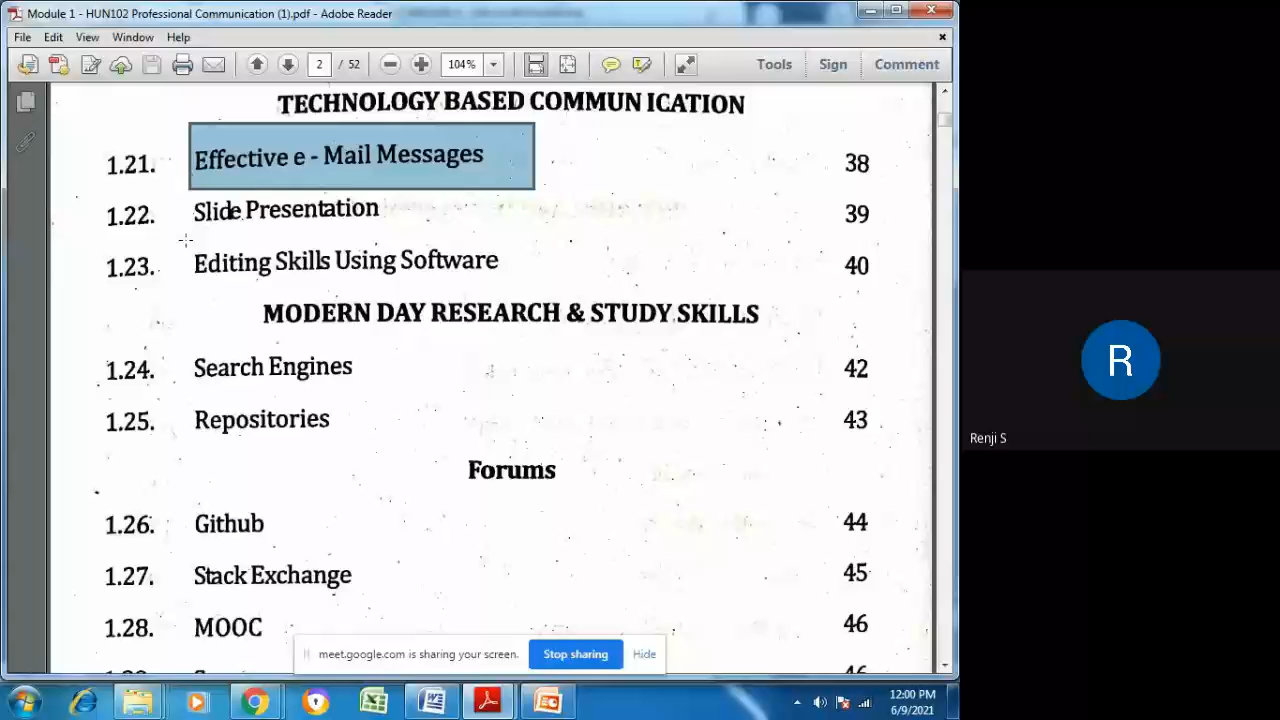 Module 1 - HUN102 Professional Communication (1).pdf - Adobe Reader
File Edit View Window Help
2 / 52 104% Tools Sign Comment
TECHNOLOGY BASED COMMUNICATION
1.21. Effective e - Mail Messages 38
1.22. Slide Presentation 39
1.23. Editing Skills Using Software 40
MODERN DAY RESEARCH & STUDY SKILLS
1.24. Search Engines 42
1.25. Repositories 43
Forums
1.26. Github 44
1.27. Stack Exchange 45
1.28. MOOC 46
meet.google.com is sharing your screen. Stop sharing Hide
12:00 PM
6/9/2021
R
Renji S